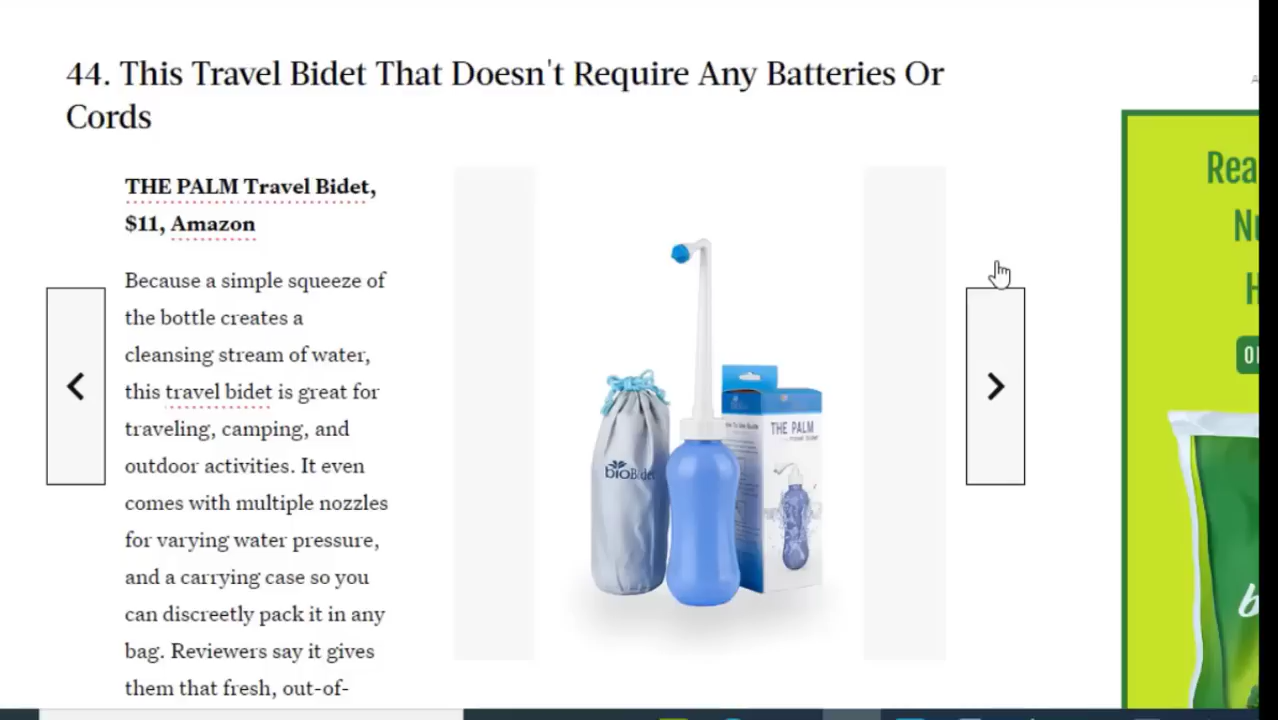 44. This Travel Bidet That Doesn't Require Any Batteries Or
Cords
THE PALM Travel Bidet,
$11, Amazon
Because a simple squeeze of
the bottle creates a
cleansing stream of water,
this travel bidet is great for
traveling, camping, and
outdoor activities. It even
comes with multiple nozzles
for varying water pressure,
and a carrying case so you
can discreetly pack it in any
bag. Reviewers say it gives
them that fresh, out-of-
bioBidet
THE PALM
Rea
Nu
H
b